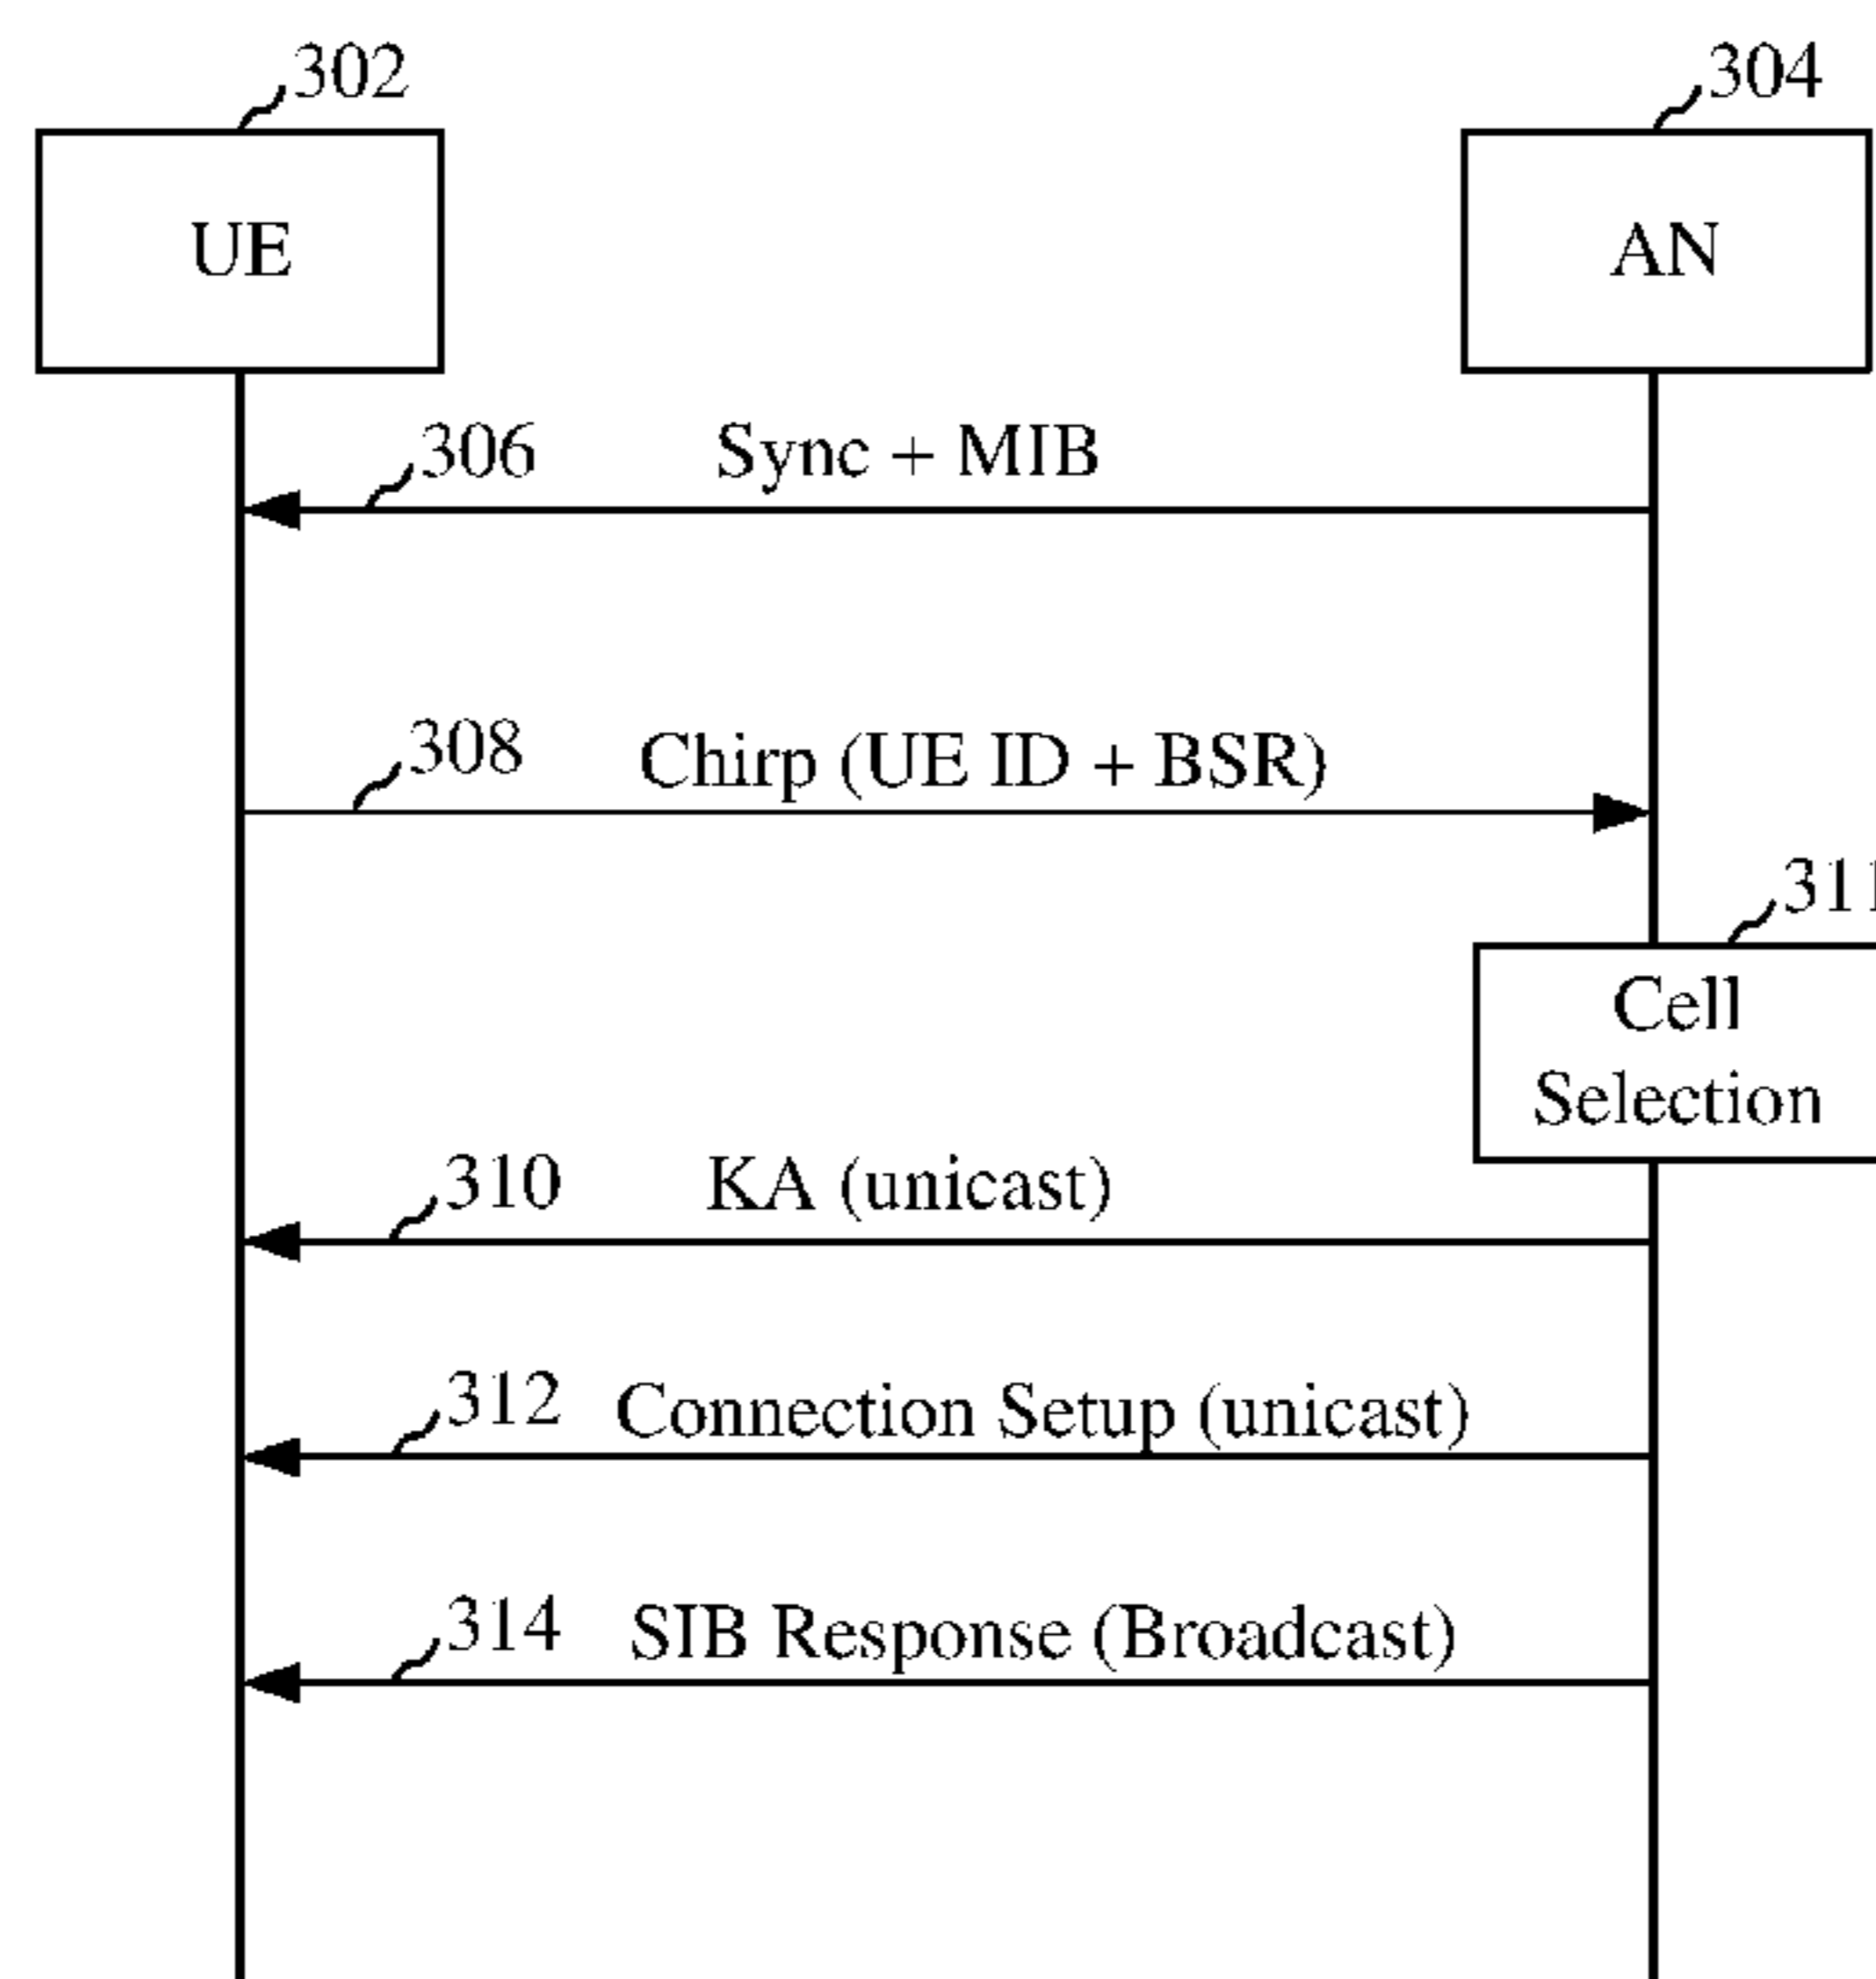 302
304
UE
AN
306
Sync + MIB
308
Chirp (UE ID + BSR)
311
Cell
Selection
310
KA (unicast)
312
Connection Setup (unicast)
314
SIB Response (Broadcast)